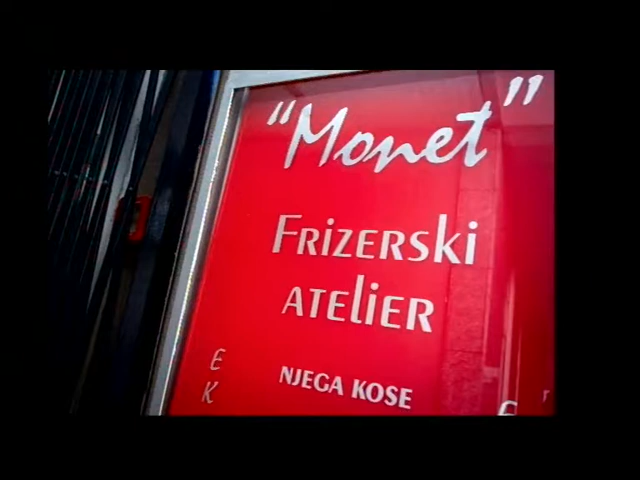 "Monet"
FRIZERSKI
ATELIER
NJEGA KOSE
E
K